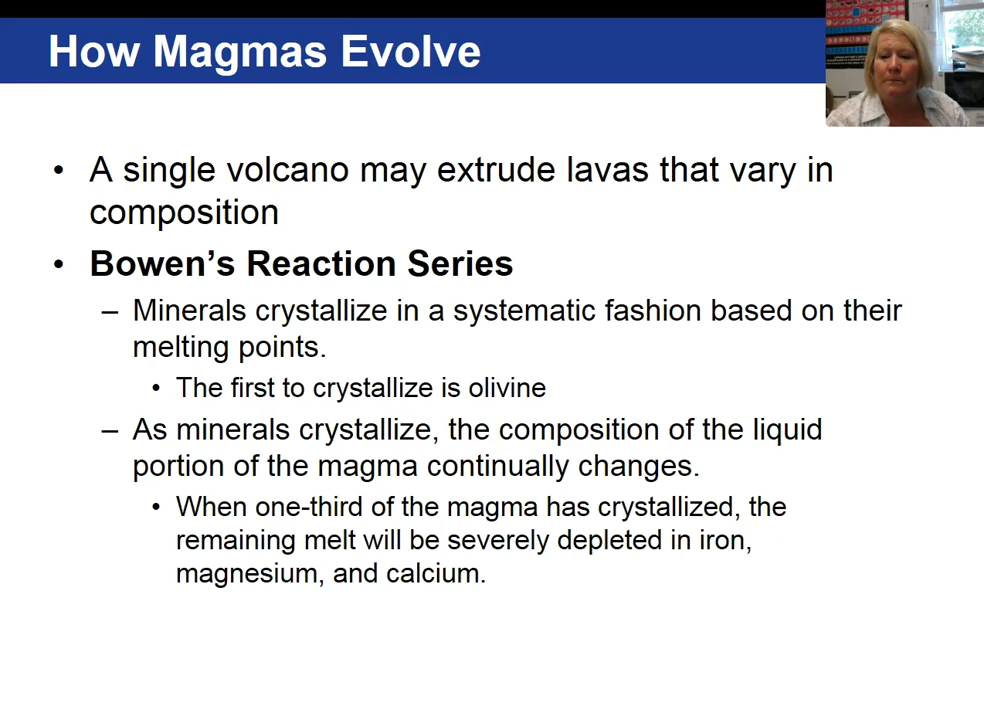 How Magmas Evolve
• A single volcano may extrude lavas that vary in
composition
• Bowen’s Reaction Series
– Minerals crystallize in a systematic fashion based on their
melting points.
• The first to crystallize is olivine
– As minerals crystallize, the composition of the liquid
portion of the magma continually changes.
• When one-third of the magma has crystallized, the
remaining melt will be severely depleted in iron,
magnesium, and calcium.